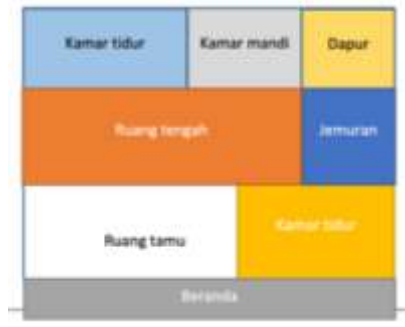 Kamar tidur
Kamar mandi
Dapur
Ruang tengah
Jemuran
Ruang tamu
Kamar tidur
Beranda